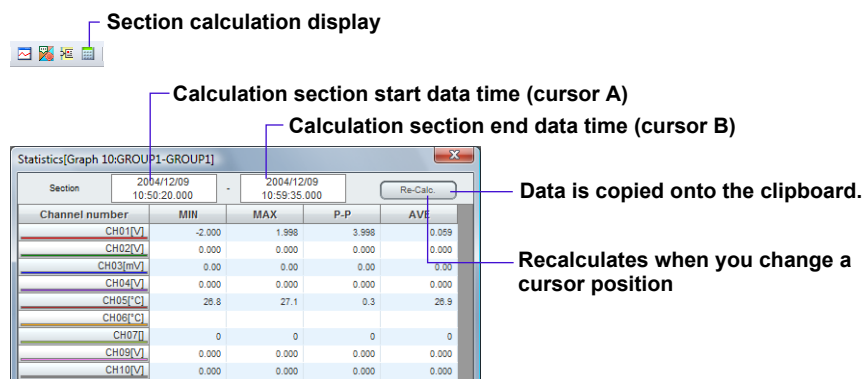 Section calculation display
Calculation section start data time (cursor A)
Calculation section end data time (cursor B)
Statistics[Graph 10:GROUP1-GROUP1]
X
Section 2004/12/09 - 2004/12/09 Re-Calc.
10:50:20.000 10:59:35.000
Data is copied onto the clipboard.
Channel number MIN MAX P-P AVE
CH01[V] -2.000 1.998 3.998 0.059
CH02[V] 0.000 0.000 0.000 0.000
Recalculates when you change a
cursor position
CH03[mV] 0.00 0.00 0.00 0.00
CH04[V] 0.000 0.000 0.000 0.000
CH05[°C] 26.8 27.1 0.3 26.9
CH06[°C]
CH07[] 0 0 0 0
CH09[V] 0.000 0.000 0.000 0.000
CH10[V] 0.000 0.000 0.000 0.000